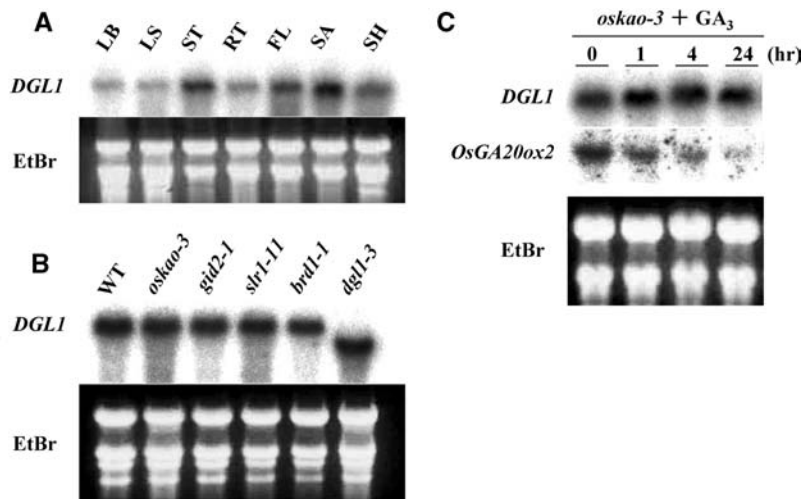 A
LB LS ST RT FL SA SH
DGL1
EtBr
B
WT oskao-3 gid2-1 slr1-11 brd1-1 dgl1-3
DGL1
EtBr
C
oskao-3 + GA₃
0 1 4 24 (hr)
DGL1
OsGA20ox2
EtBr